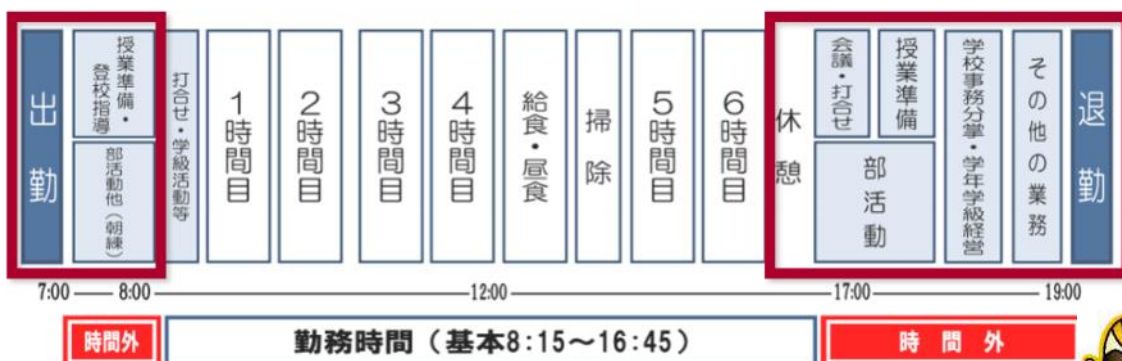 出勤
授業準備・
登校指導
部活動他（朝練）
打合せ・学級活動等
1時間目
2時間目
3時間目
4時間目
給食・昼食
掃除
5時間目
6時間目
休憩
会議・打合せ
授業準備
部活動
学校事務分掌・学年学級経営
その他の業務
退勤
7:00 8:00 12:00 17:00 19:00
時間外 勤務時間（基本8:15～16:45） 時間外